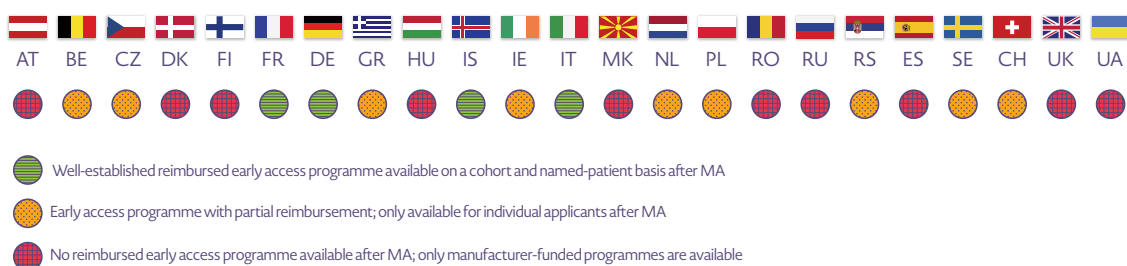 AT BE CZ DK FI FR DE GR HU IS IE IT MK NL PL RO RU RS ES SE CH UK UA
Well-established reimbursed early access programme available on a cohort and named-patient basis after MA
Early access programme with partial reimbursement; only available for individual applicants after MA
No reimbursed early access programme available after MA; only manufacturer-funded programmes are available